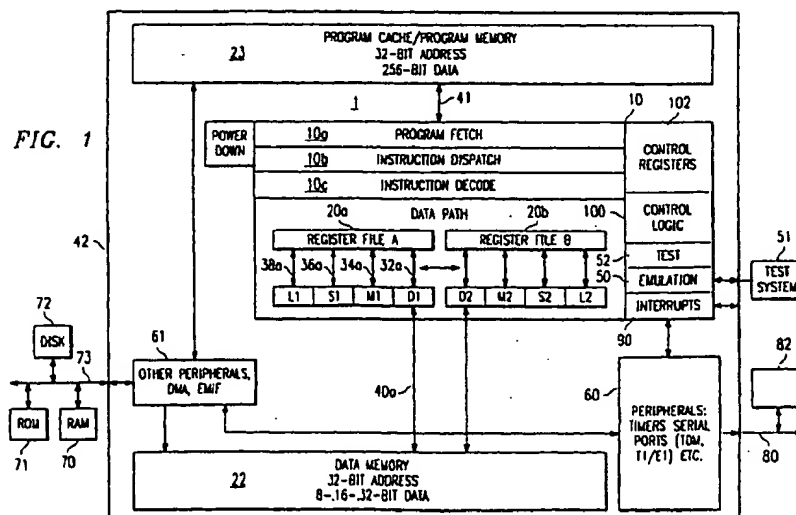 FIG. 1
23
PROGRAM CACHE/PROGRAM MEMORY
32-BIT ADDRESS
256-BIT DATA
1
41
10
102
POWER
DOWN
10a
PROGRAM FETCH
10b
INSTRUCTION DISPATCH
10c
INSTRUCTION DECODE
CONTROL
REGISTERS
20a
DATA PATH
20b
100
REGISTER FILE A
REGISTER FILE B
CONTROL
LOGIC
42
38a
36a
34a
32a
52
TEST
50
EMULATION
INTERRUPTS
90
51
TEST
SYSTEM
L1
S1
M1
D1
D2
M2
S2
L2
72
DISK
73
61
OTHER PERIPHERALS,
DMA, EMIF
40a
60
82
ROM
RAM
71
70
PERIPHERALS:
TIMERS SERIAL
PORTS (TDM,
T1/E1) ETC.
80
22
DATA MEMORY
32-BIT ADDRESS
8-.16-.32-BIT DATA